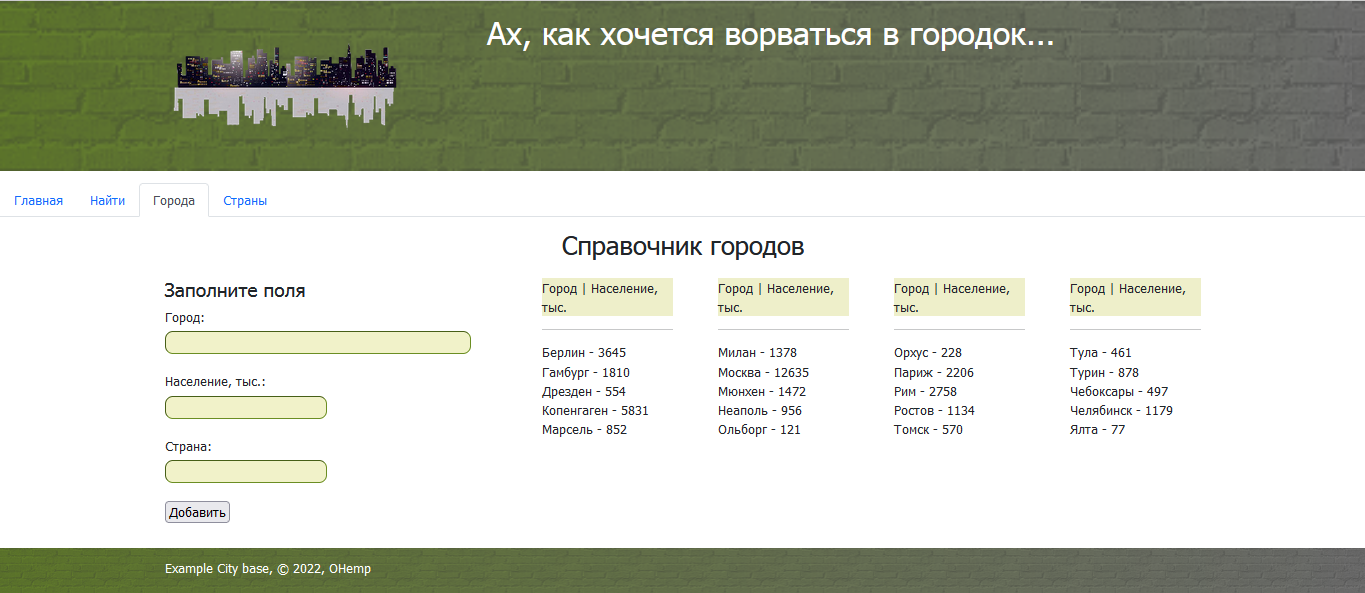 Ах, как хочется ворваться в городок...
Главная
Найти
Города
Страны
Справочник городов
Заполните поля
Город:
Население, тыс.:
Страна:
Добавить
Город | Население,
тыс.
Берлин - 3645
Гамбург - 1810
Дрезден - 554
Копенгаген - 5831
Марсель - 852
Город | Население,
тыс.
Милан - 1378
Москва - 12635
Мюнхен - 1472
Неаполь - 956
Ольборг - 121
Город | Население,
тыс.
Орхус - 228
Париж - 2206
Рим - 2758
Ростов - 1134
Томск - 570
Город | Население,
тыс.
Тула - 461
Турин - 878
Чебоксары - 497
Челябинск - 1179
Ялта - 77
Example City base, © 2022, OHemp